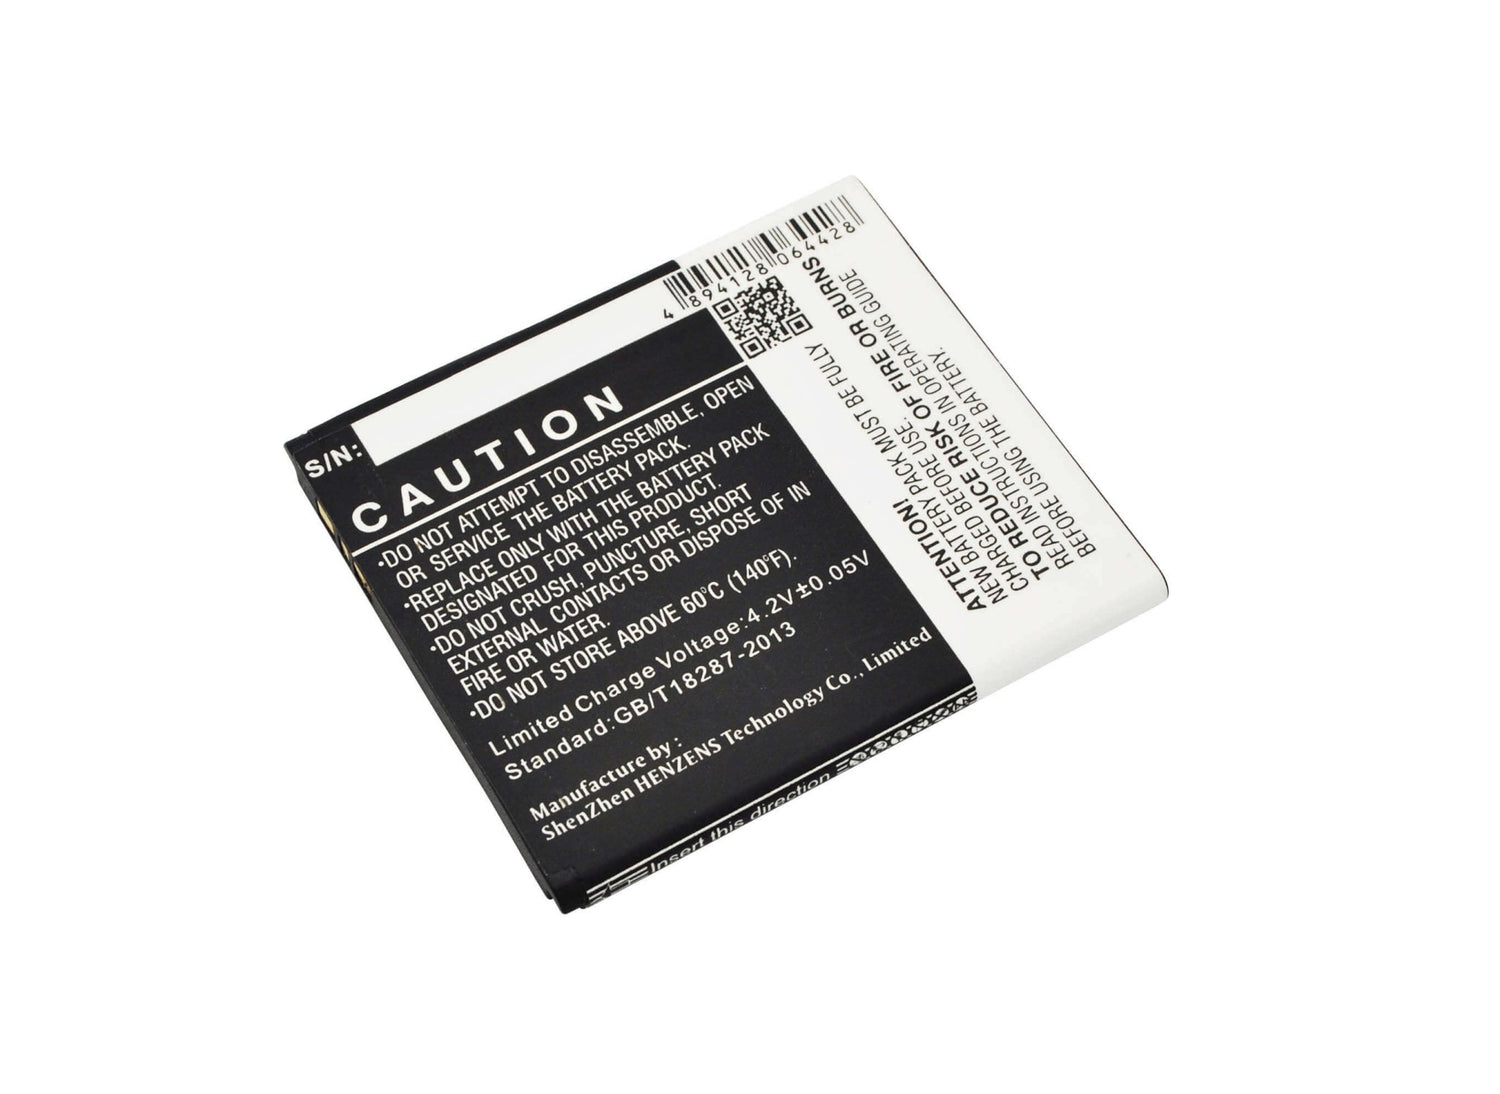 S/N:
4 894128 064428
CAUTION
•DO NOT ATTEMPT TO DISASSEMBLE, OPEN
OR SERVICE THE BATTERY PACK.
•REPLACE ONLY WITH THE BATTERY PACK
DESIGNATED FOR THIS PRODUCT.
•DO NOT CRUSH, PUNCTURE, SHORT
EXTERNAL CONTACTS OR DISPOSE OF IN
FIRE OR WATER.
•DO NOT STORE ABOVE 60°C (140°F).
Limited Charge Voltage:4.2V±0.05V
Standard:GB/T18287-2013
Manufacture by :
ShenZhen HENZENS Technology Co., Limited
Insert this direction
ATTENTION!
NEW BATTERY PACK MUST BE FULLY
CHARGED BEFORE USE.
TO REDUCE RISK OF FIRE OR BURNS
READ INSTRUCTIONS IN OPERATING GUIDE
BEFORE USING THE BATTERY.